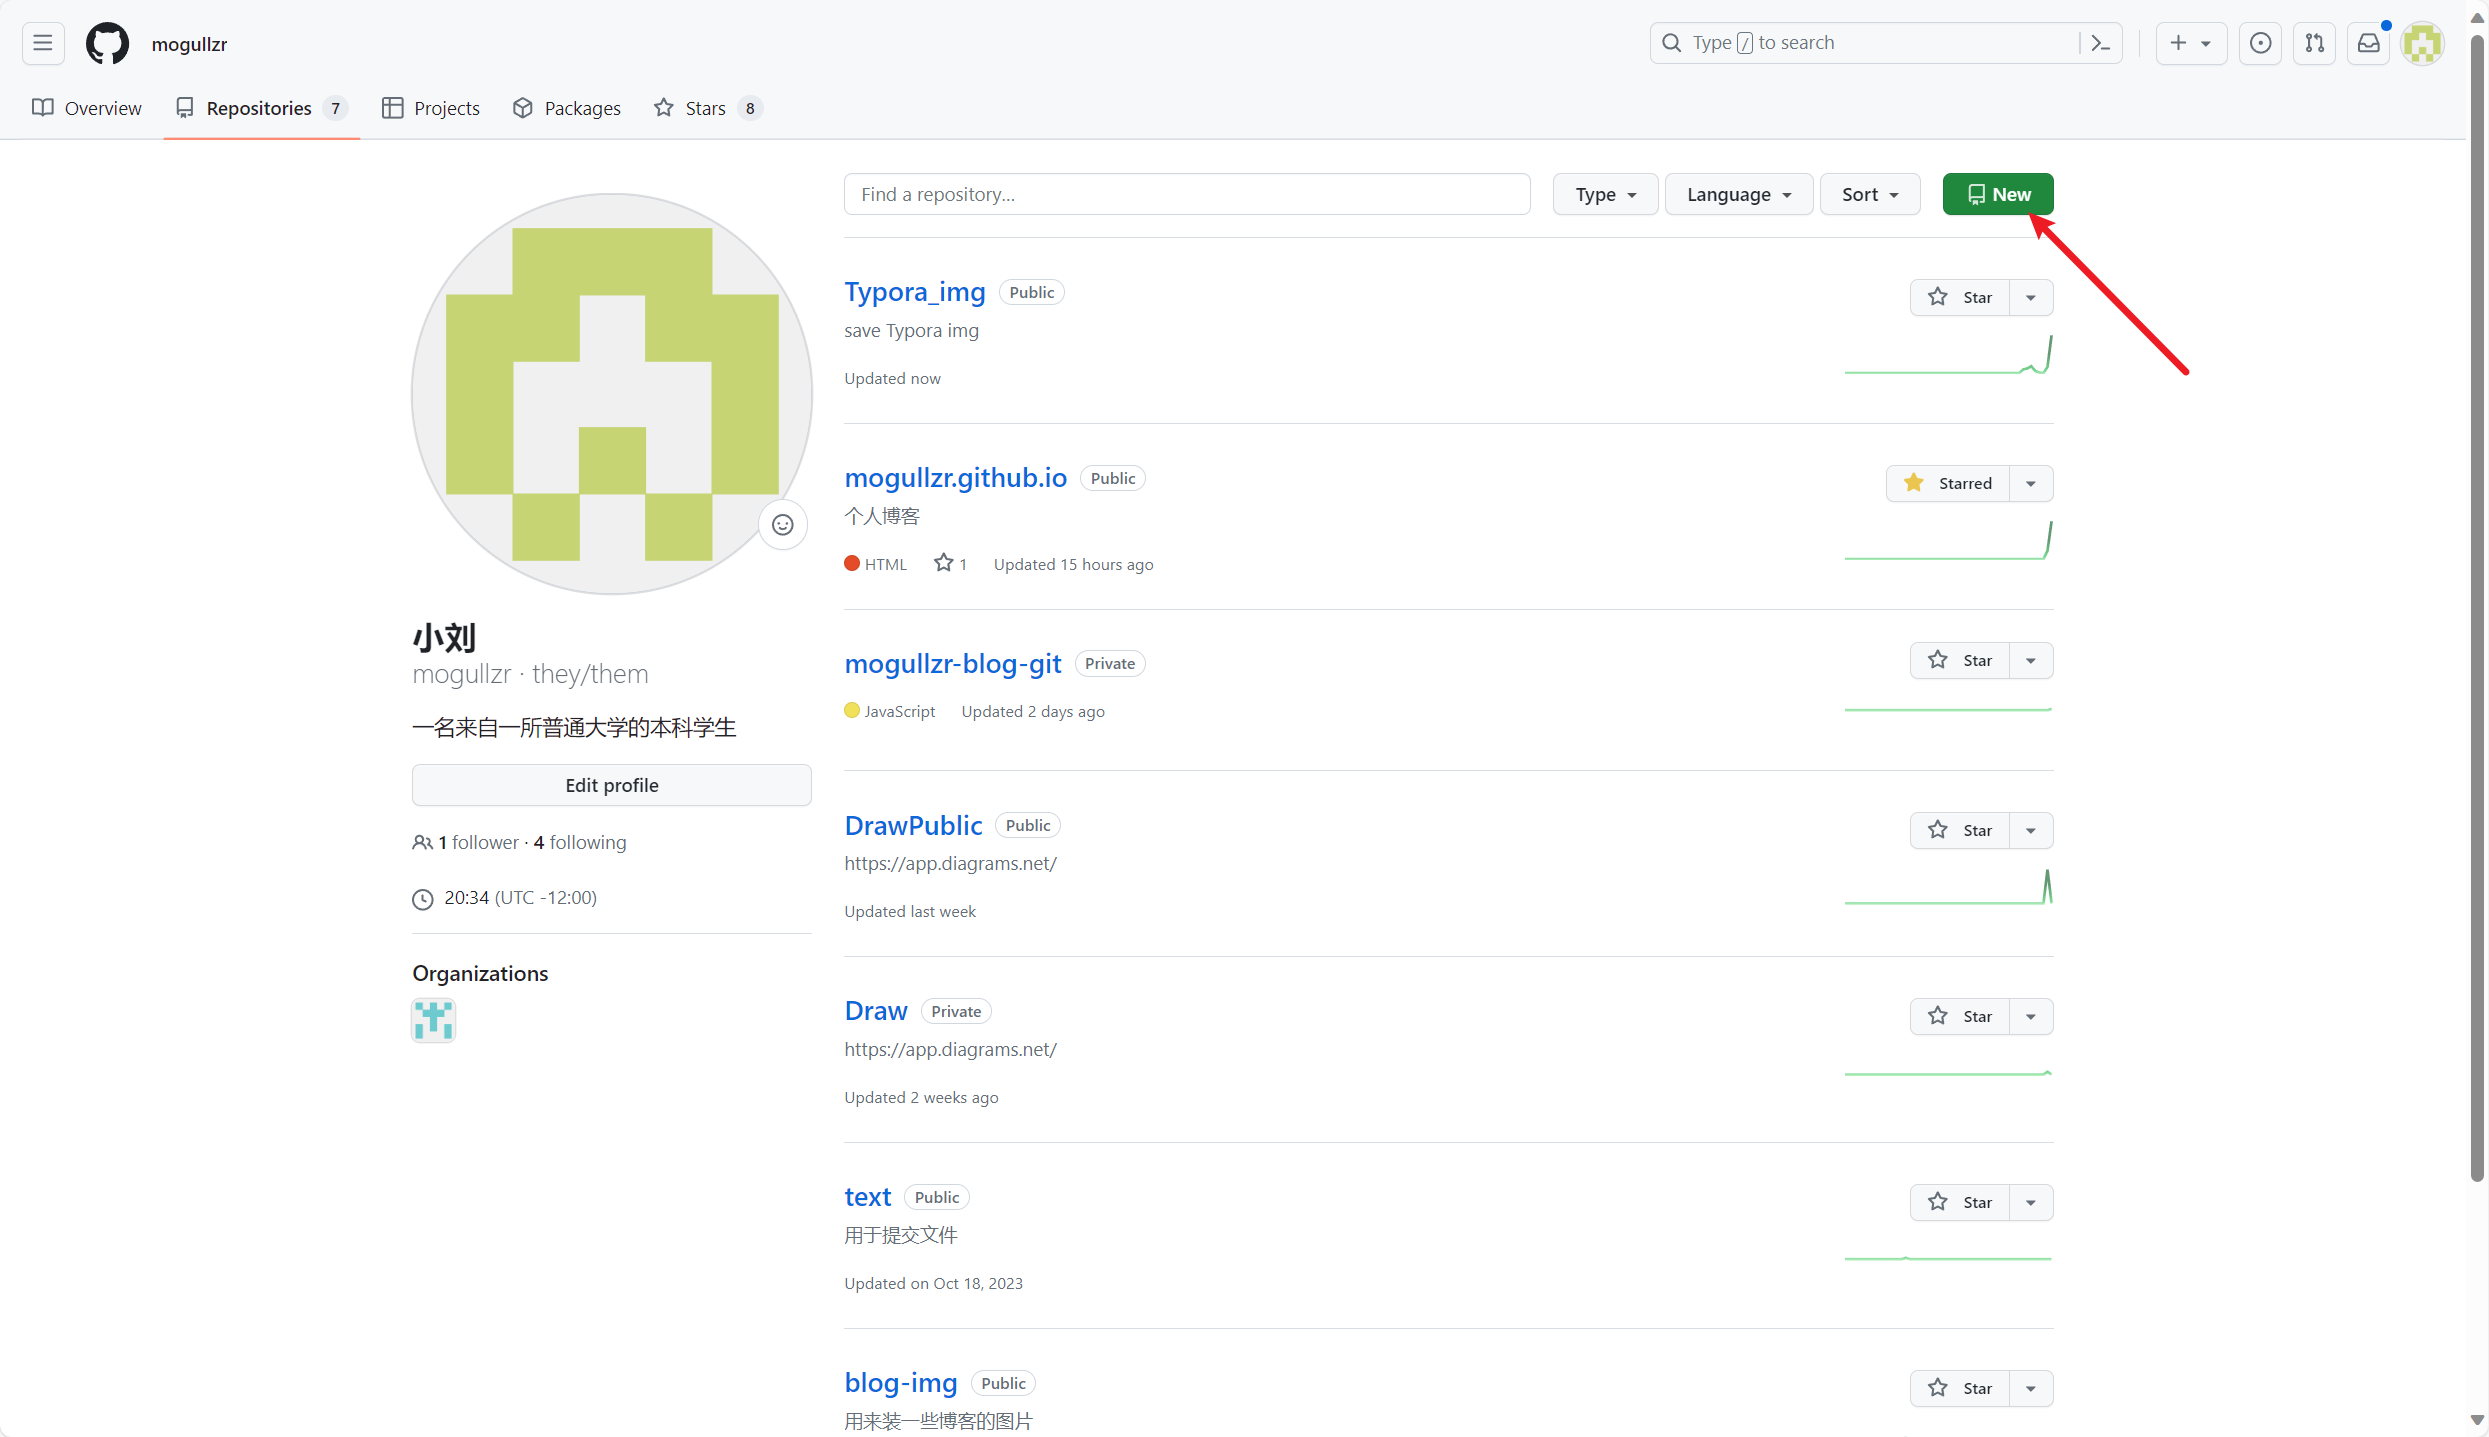 mogullzr
Type / to search
Overview
Repositories 7
Projects
Packages
Stars 8
Find a repository...
Type
Language
Sort
New
小刘
mogullzr · they/them
一名来自一所普通大学的本科学生
Edit profile
1 follower · 4 following
20:34 (UTC -12:00)
Organizations
Typora_img Public
Star
save Typora img
Updated now
mogullzr.github.io Public
Starred
个人博客
HTML 1 Updated 15 hours ago
mogullzr-blog-git Private
Star
JavaScript Updated 2 days ago
DrawPublic Public
Star
https://app.diagrams.net/
Updated last week
Draw Private
Star
https://app.diagrams.net/
Updated 2 weeks ago
text Public
Star
用于提交文件
Updated on Oct 18, 2023
blog-img Public
Star
用来装一些博客的图片